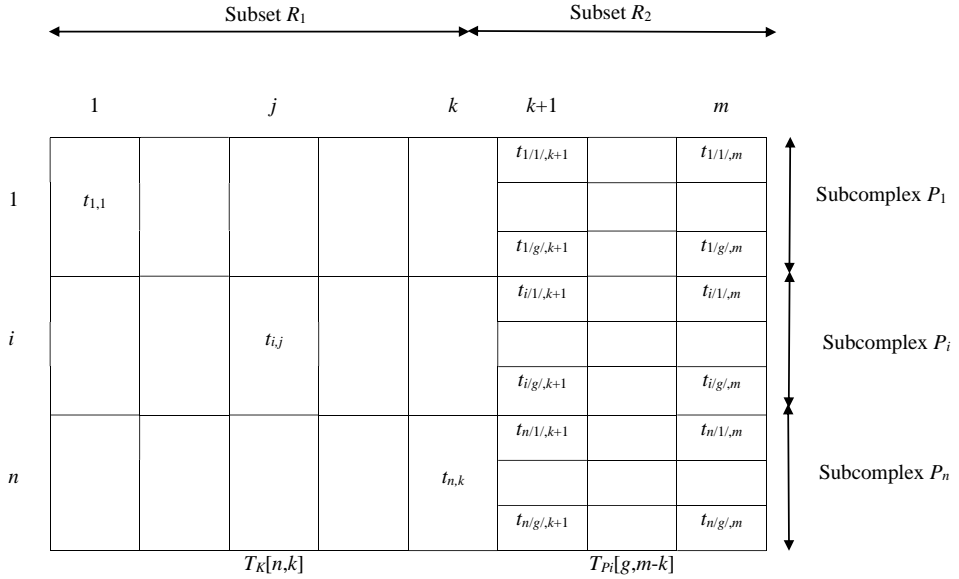 Subset R₁ Subset R₂
1 j k k+1 m
t₁/₁/,ₖ₊₁ t₁/₁/,ₘ
1 t₁,₁ Subcomplex P₁
t₁/g/,ₖ₊₁ t₁/g/,ₘ
tᵢ/₁/,ₖ₊₁ tᵢ/₁/,ₘ
i tᵢ,ⱼ Subcomplex Pᵢ
tᵢ/g/,ₖ₊₁ tᵢ/g/,ₘ
tₙ/₁/,ₖ₊₁ tₙ/₁/,ₘ
n tₙ,ₖ Subcomplex Pₙ
tₙ/g/,ₖ₊₁ tₙ/g/,ₘ
T_K[n,k] T_Pi[g,m-k]